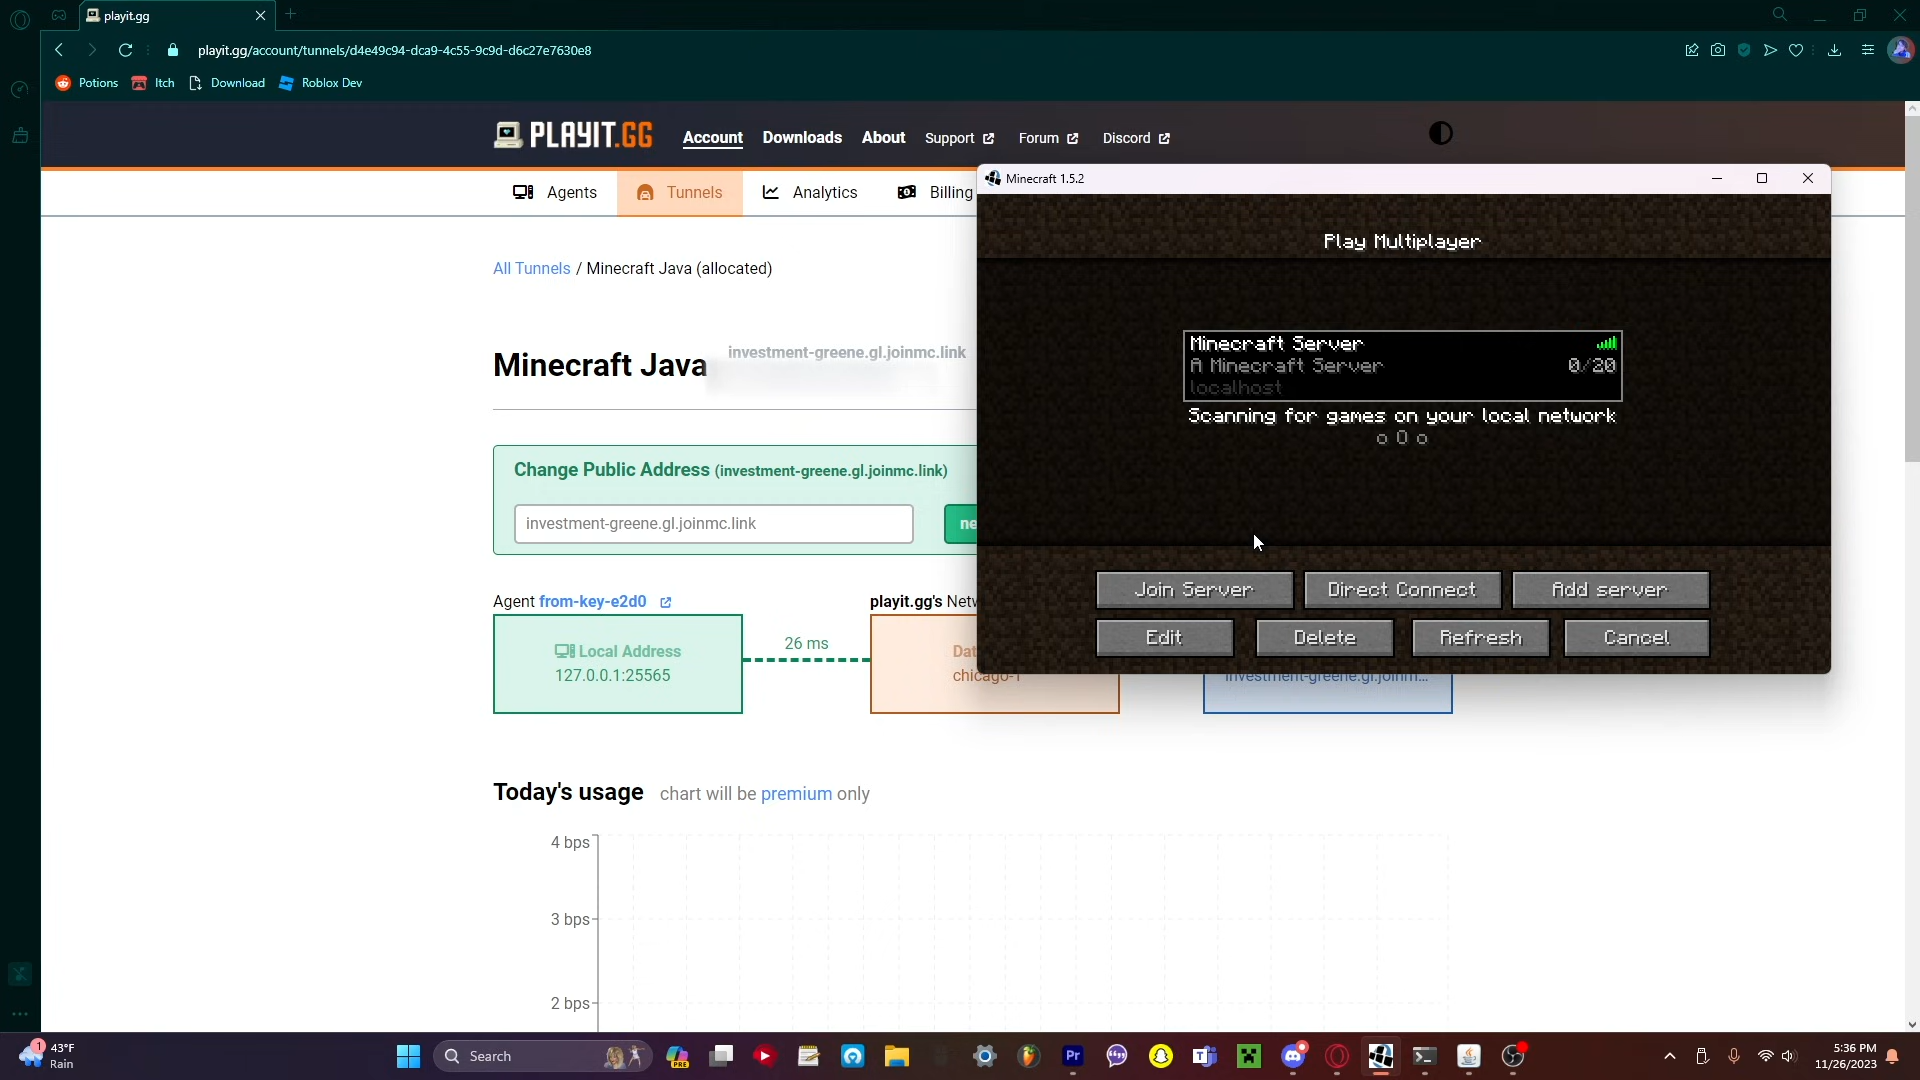 playit.gg
playit.gg/account/tunnels/d4e49c94-dca9-4c55-9c9d-d6c27e7630e8
Potions Itch Download Roblox Dev
PLAYIT.GG Account Downloads About Support Forum Discord
Agents Tunnels Analytics Billing
Minecraft 1.5.2
Play Multiplayer
All Tunnels / Minecraft Java (allocated)
Minecraft Java investment-greene.gl.joinmc.link
Minecraft Server
A Minecraft Server 0/20
localhost
Scanning for games on your local network
Change Public Address (investment-greene.gl.joinmc.link)
investment-greene.gl.joinmc.link
ne
Join Server Direct Connect Add server
Edit Delete Refresh Cancel
Agent from-key-e2d0
playit.gg's
Local Address
127.0.0.1:25565
26 ms
Dat
chicago-1
investment-greene.gl.joinm...
Today's usage chart will be premium only
4 bps
3 bps
2 bps
1
43°F
Rain
Search
PRE
Pr
5:36 PM
11/26/2023